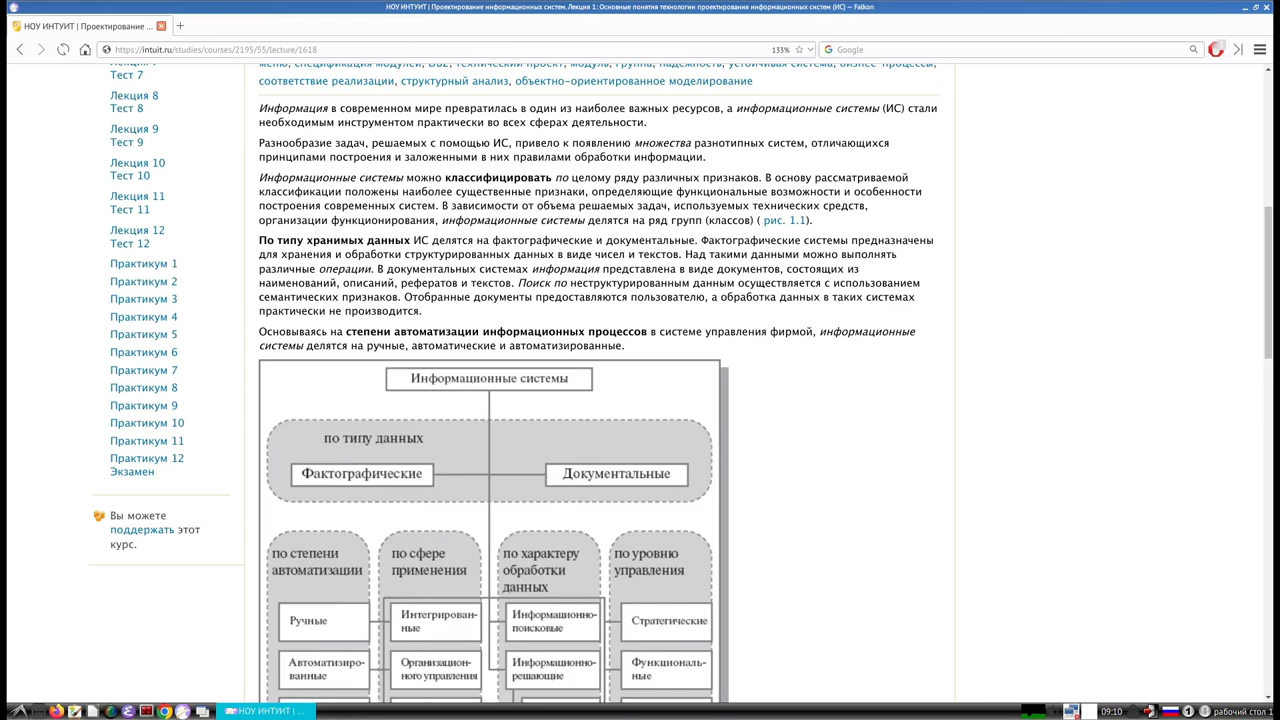 НОУ ИНТУИТ | Проектирование информационных систем. Лекция 1: Основные понятия технологии проектирования информационных систем (ИС) — Falkon
НОУ ИНТУИТ | Проектирование ...
https://intuit.ru/studies/courses/2195/55/lecture/1618
133%
Google
Тест 7
Лекция 8
Тест 8
Лекция 9
Тест 9
Лекция 10
Тест 10
Лекция 11
Тест 11
Лекция 12
Тест 12
Практикум 1
Практикум 2
Практикум 3
Практикум 4
Практикум 5
Практикум 6
Практикум 7
Практикум 8
Практикум 9
Практикум 10
Практикум 11
Практикум 12
Экзамен
Вы можете
поддержать этот
курс.
меню, спецификация модулей, DB2, технический проект, модуль, группа, надежность, устойчивая система, бизнес-процессы,
соответствие реализации, структурный анализ, объектно-ориентированное моделирование
Информация в современном мире превратилась в один из наиболее важных ресурсов, а информационные системы (ИС) стали
необходимым инструментом практически во всех сферах деятельности.
Разнообразие задач, решаемых с помощью ИС, привело к появлению множества разнотипных систем, отличающихся
принципами построения и заложенными в них правилами обработки информации.
Информационные системы можно классифицировать по целому ряду различных признаков. В основу рассматриваемой
классификации положены наиболее существенные признаки, определяющие функциональные возможности и особенности
построения современных систем. В зависимости от объема решаемых задач, используемых технических средств,
организации функционирования, информационные системы делятся на ряд групп (классов) ( рис. 1.1).
По типу хранимых данных ИС делятся на фактографические и документальные. Фактографические системы предназначены
для хранения и обработки структурированных данных в виде чисел и текстов. Над такими данными можно выполнять
различные операции. В документальных системах информация представлена в виде документов, состоящих из
наименований, описаний, рефератов и текстов. Поиск по неструктурированным данным осуществляется с использованием
семантических признаков. Отобранные документы предоставляются пользователю, а обработка данных в таких системах
практически не производится.
Основываясь на степени автоматизации информационных процессов в системе управления фирмой, информационные
системы делятся на ручные, автоматические и автоматизированные.
Информационные системы
по типу данных
Фактографические
Документальные
по степени
автоматизации
по сфере
применения
по характеру
обработки
данных
по уровню
управления
Ручные
Интегрирован-
ные
Информационно-
поисковые
Стратегические
Автоматизиро-
ванные
Организацион-
ного управления
Информационно-
решающие
Функциональ-
ные
НОУ ИНТУИТ | ...
09:10
1
рабочий стол 1